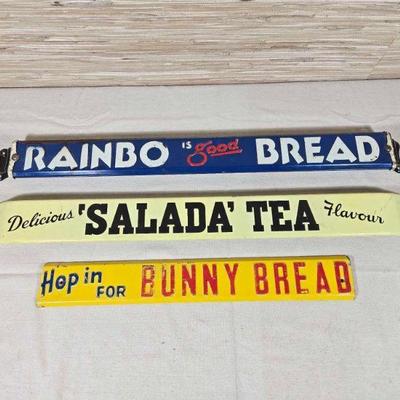 RAINBO IS good BREAD
Delicious 'SALADA' TEA Flavour
Hop in FOR BUNNY BREAD